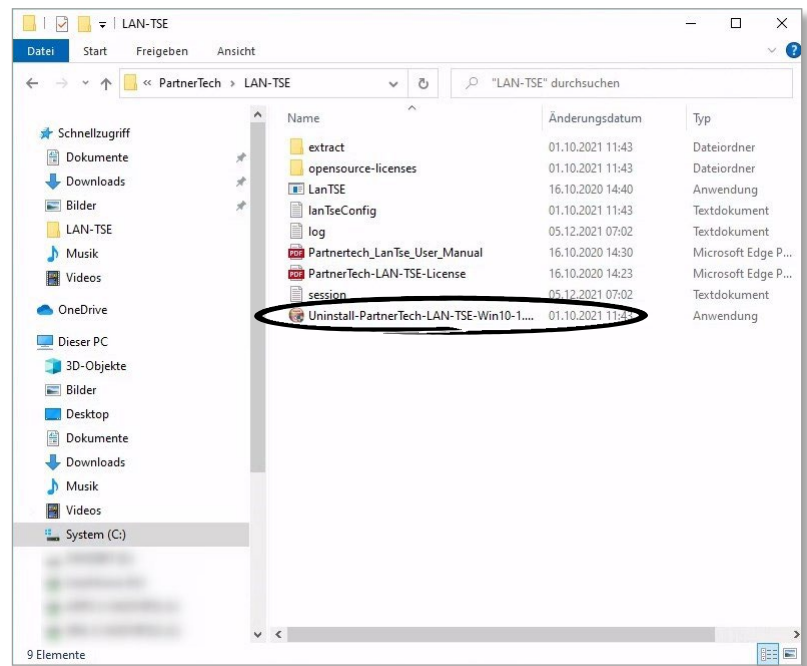 LAN-TSE
Datei Start Freigeben Ansicht
« PartnerTech › LAN-TSE "LAN-TSE" durchsuchen
Name Änderungsdatum Typ
Schnellzugriff
Dokumente
Downloads
Bilder
LAN-TSE
Musik
Videos
OneDrive
Dieser PC
3D-Objekte
Bilder
Desktop
Dokumente
Downloads
Musik
Videos
System (C:)
extract 01.10.2021 11:43 Dateiordner
opensource-licenses 01.10.2021 11:43 Dateiordner
LanTSE 16.10.2020 14:40 Anwendung
lanTseConfig 01.10.2021 11:43 Textdokument
log 05.12.2021 07:02 Textdokument
PDF Partnertech_LanTse_User_Manual 16.10.2020 14:30 Microsoft Edge P...
PDF PartnerTech-LAN-TSE-License 16.10.2020 14:23 Microsoft Edge P...
session 05.12.2021 07:02 Textdokument
Uninstall-PartnerTech-LAN-TSE-Win10-1.... 01.10.2021 11:43 Anwendung
9 Elemente